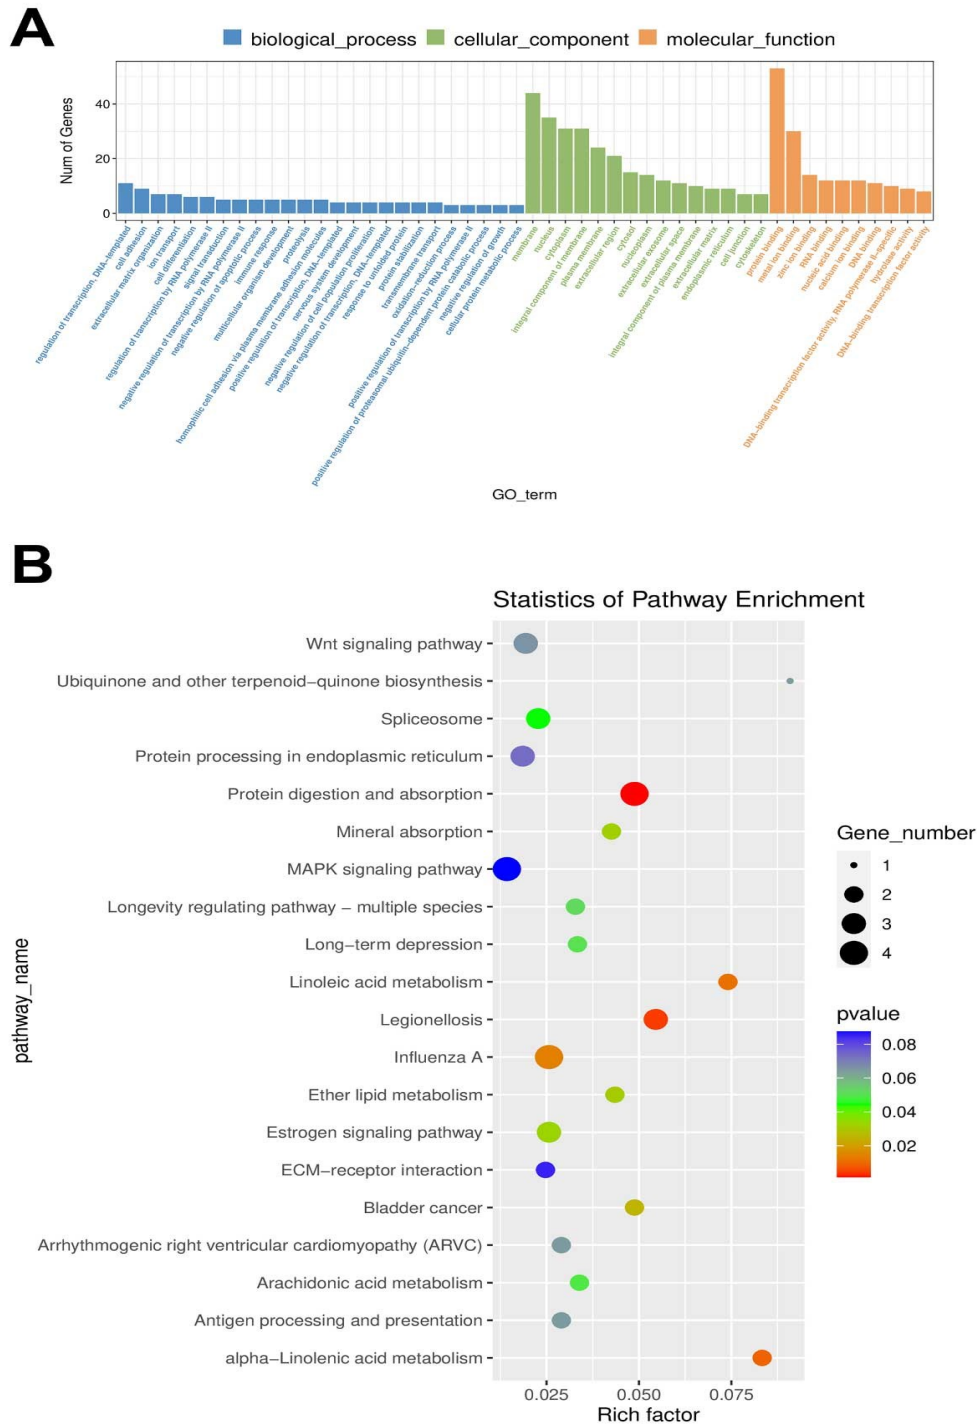 A
biological_process cellular_component molecular_function
Num of Genes
40
20
0
regulation of transcription, DNA−templated
cell adhesion
extracellular matrix organization
ion transport
cell differentiation
regulation of transcription by RNA polymerase II
signal transduction
negative regulation of transcription by RNA polymerase II
negative regulation of apoptotic process
immune response
multicellular organism development
proteolysis
homophilic cell adhesion via plasma membrane adhesion molecules
positive regulation of transcription, DNA−templated
nervous system development
negative regulation of cell population proliferation
negative regulation of transcription, DNA−templated
response to unfolded protein
protein stabilization
transmembrane transport
oxidation−reduction process
positive regulation of transcription by RNA polymerase II
positive regulation of proteasomal ubiquitin−dependent protein catabolic process
negative regulation of growth
cellular protein metabolic process
membrane
nucleus
cytoplasm
integral component of membrane
plasma membrane
extracellular region
cytosol
nucleoplasm
extracellular exosome
extracellular space
integral component of plasma membrane
extracellular matrix
endoplasmic reticulum
cell junction
cytoskeleton
protein binding
metal ion binding
zinc ion binding
RNA binding
nucleic acid binding
calcium ion binding
DNA binding
DNA−binding transcription factor activity, RNA polymerase II−specific
hydrolase activity
DNA−binding transcription factor activity
GO_term
B
Statistics of Pathway Enrichment
pathway_name
Wnt signaling pathway
Ubiquinone and other terpenoid−quinone biosynthesis
Spliceosome
Protein processing in endoplasmic reticulum
Protein digestion and absorption
Mineral absorption
MAPK signaling pathway
Longevity regulating pathway − multiple species
Long−term depression
Linoleic acid metabolism
Legionellosis
Influenza A
Ether lipid metabolism
Estrogen signaling pathway
ECM−receptor interaction
Bladder cancer
Arrhythmogenic right ventricular cardiomyopathy (ARVC)
Arachidonic acid metabolism
Antigen processing and presentation
alpha−Linolenic acid metabolism
0.025 0.050 0.075
Rich factor
Gene_number
1
2
3
4
pvalue
0.08
0.06
0.04
0.02